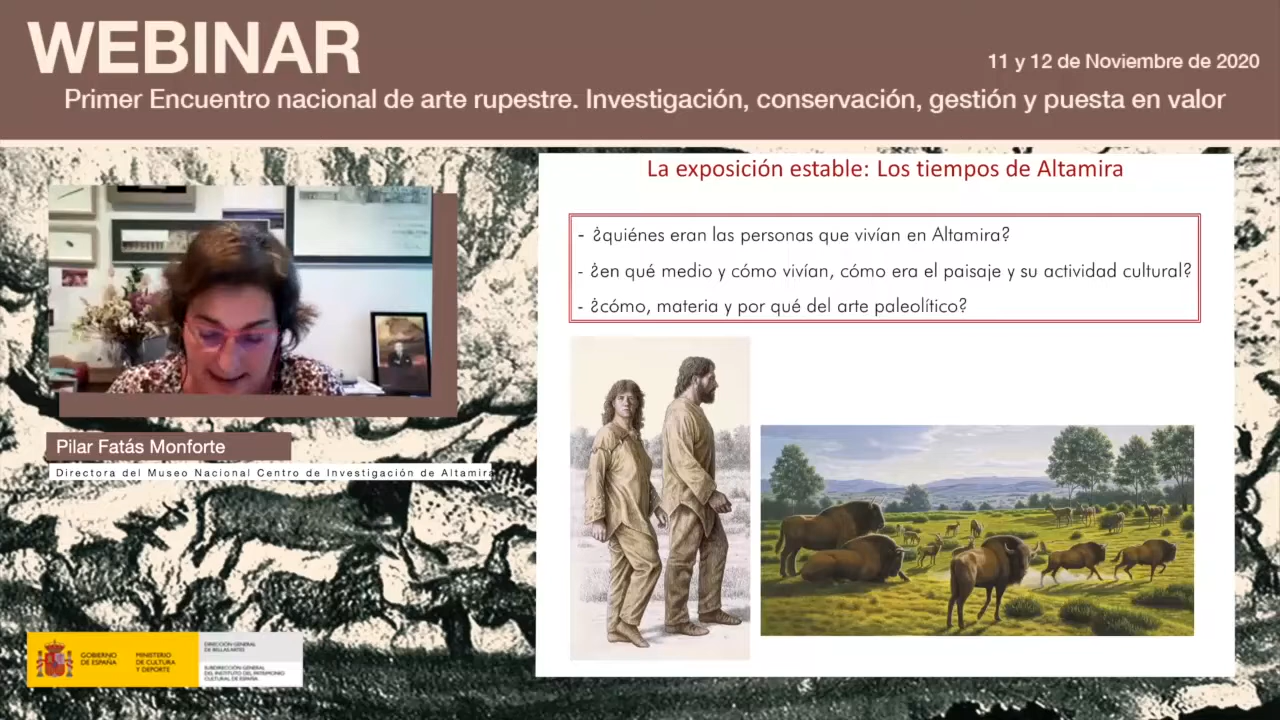 WEBINAR
11 y 12 de Noviembre de 2020
Primer Encuentro nacional de arte rupestre. Investigación, conservación, gestión y puesta en valor
La exposición estable: Los tiempos de Altamira
- ¿quiénes eran las personas que vivían en Altamira?
- ¿en qué medio y cómo vivían, cómo era el paisaje y su actividad cultural?
- ¿cómo, materia y por qué del arte paleolítico?
Pilar Fatás Monforte
Directora del Museo Nacional Centro de Investigación de Altamira
GOBIERNO
DE ESPAÑA
MINISTERIO
DE CULTURA
Y DEPORTE
DIRECCIÓN GENERAL
DE BELLAS ARTES
SUBDIRECCIÓN GENERAL
DEL INSTITUTO DEL PATRIMONIO
CULTURAL DE ESPAÑA